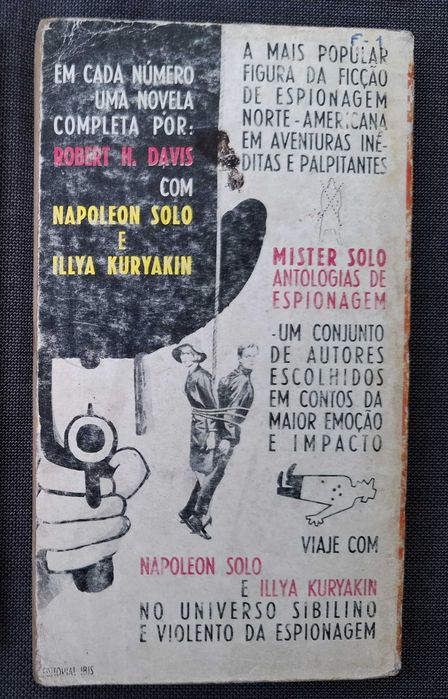 F-1
EM CADA NÚMERO
UMA NOVELA
COMPLETA POR:
ROBERT H. DAVIS
COM
NAPOLEON SOLO
E
ILLYA KURYAKIN
A MAIS POPULAR
FIGURA DA FICÇÃO
DE ESPIONAGEM
NORTE-AMERICANA
EM AVENTURAS INÉ-
DITAS E PALPITANTES
MISTER SOLO
ANTOLOGIAS DE
ESPIONAGEM
-UM CONJUNTO
DE AUTORES
ESCOLHIDOS
EM CONTOS DA
MAIOR EMOÇÃO
E IMPACTO
VIAJE COM
NAPOLEON SOLO
E ILLYA KURYAKIN
NO UNIVERSO SIBILINO
E VIOLENTO DA ESPIONAGEM
EDITORIAL IBIS